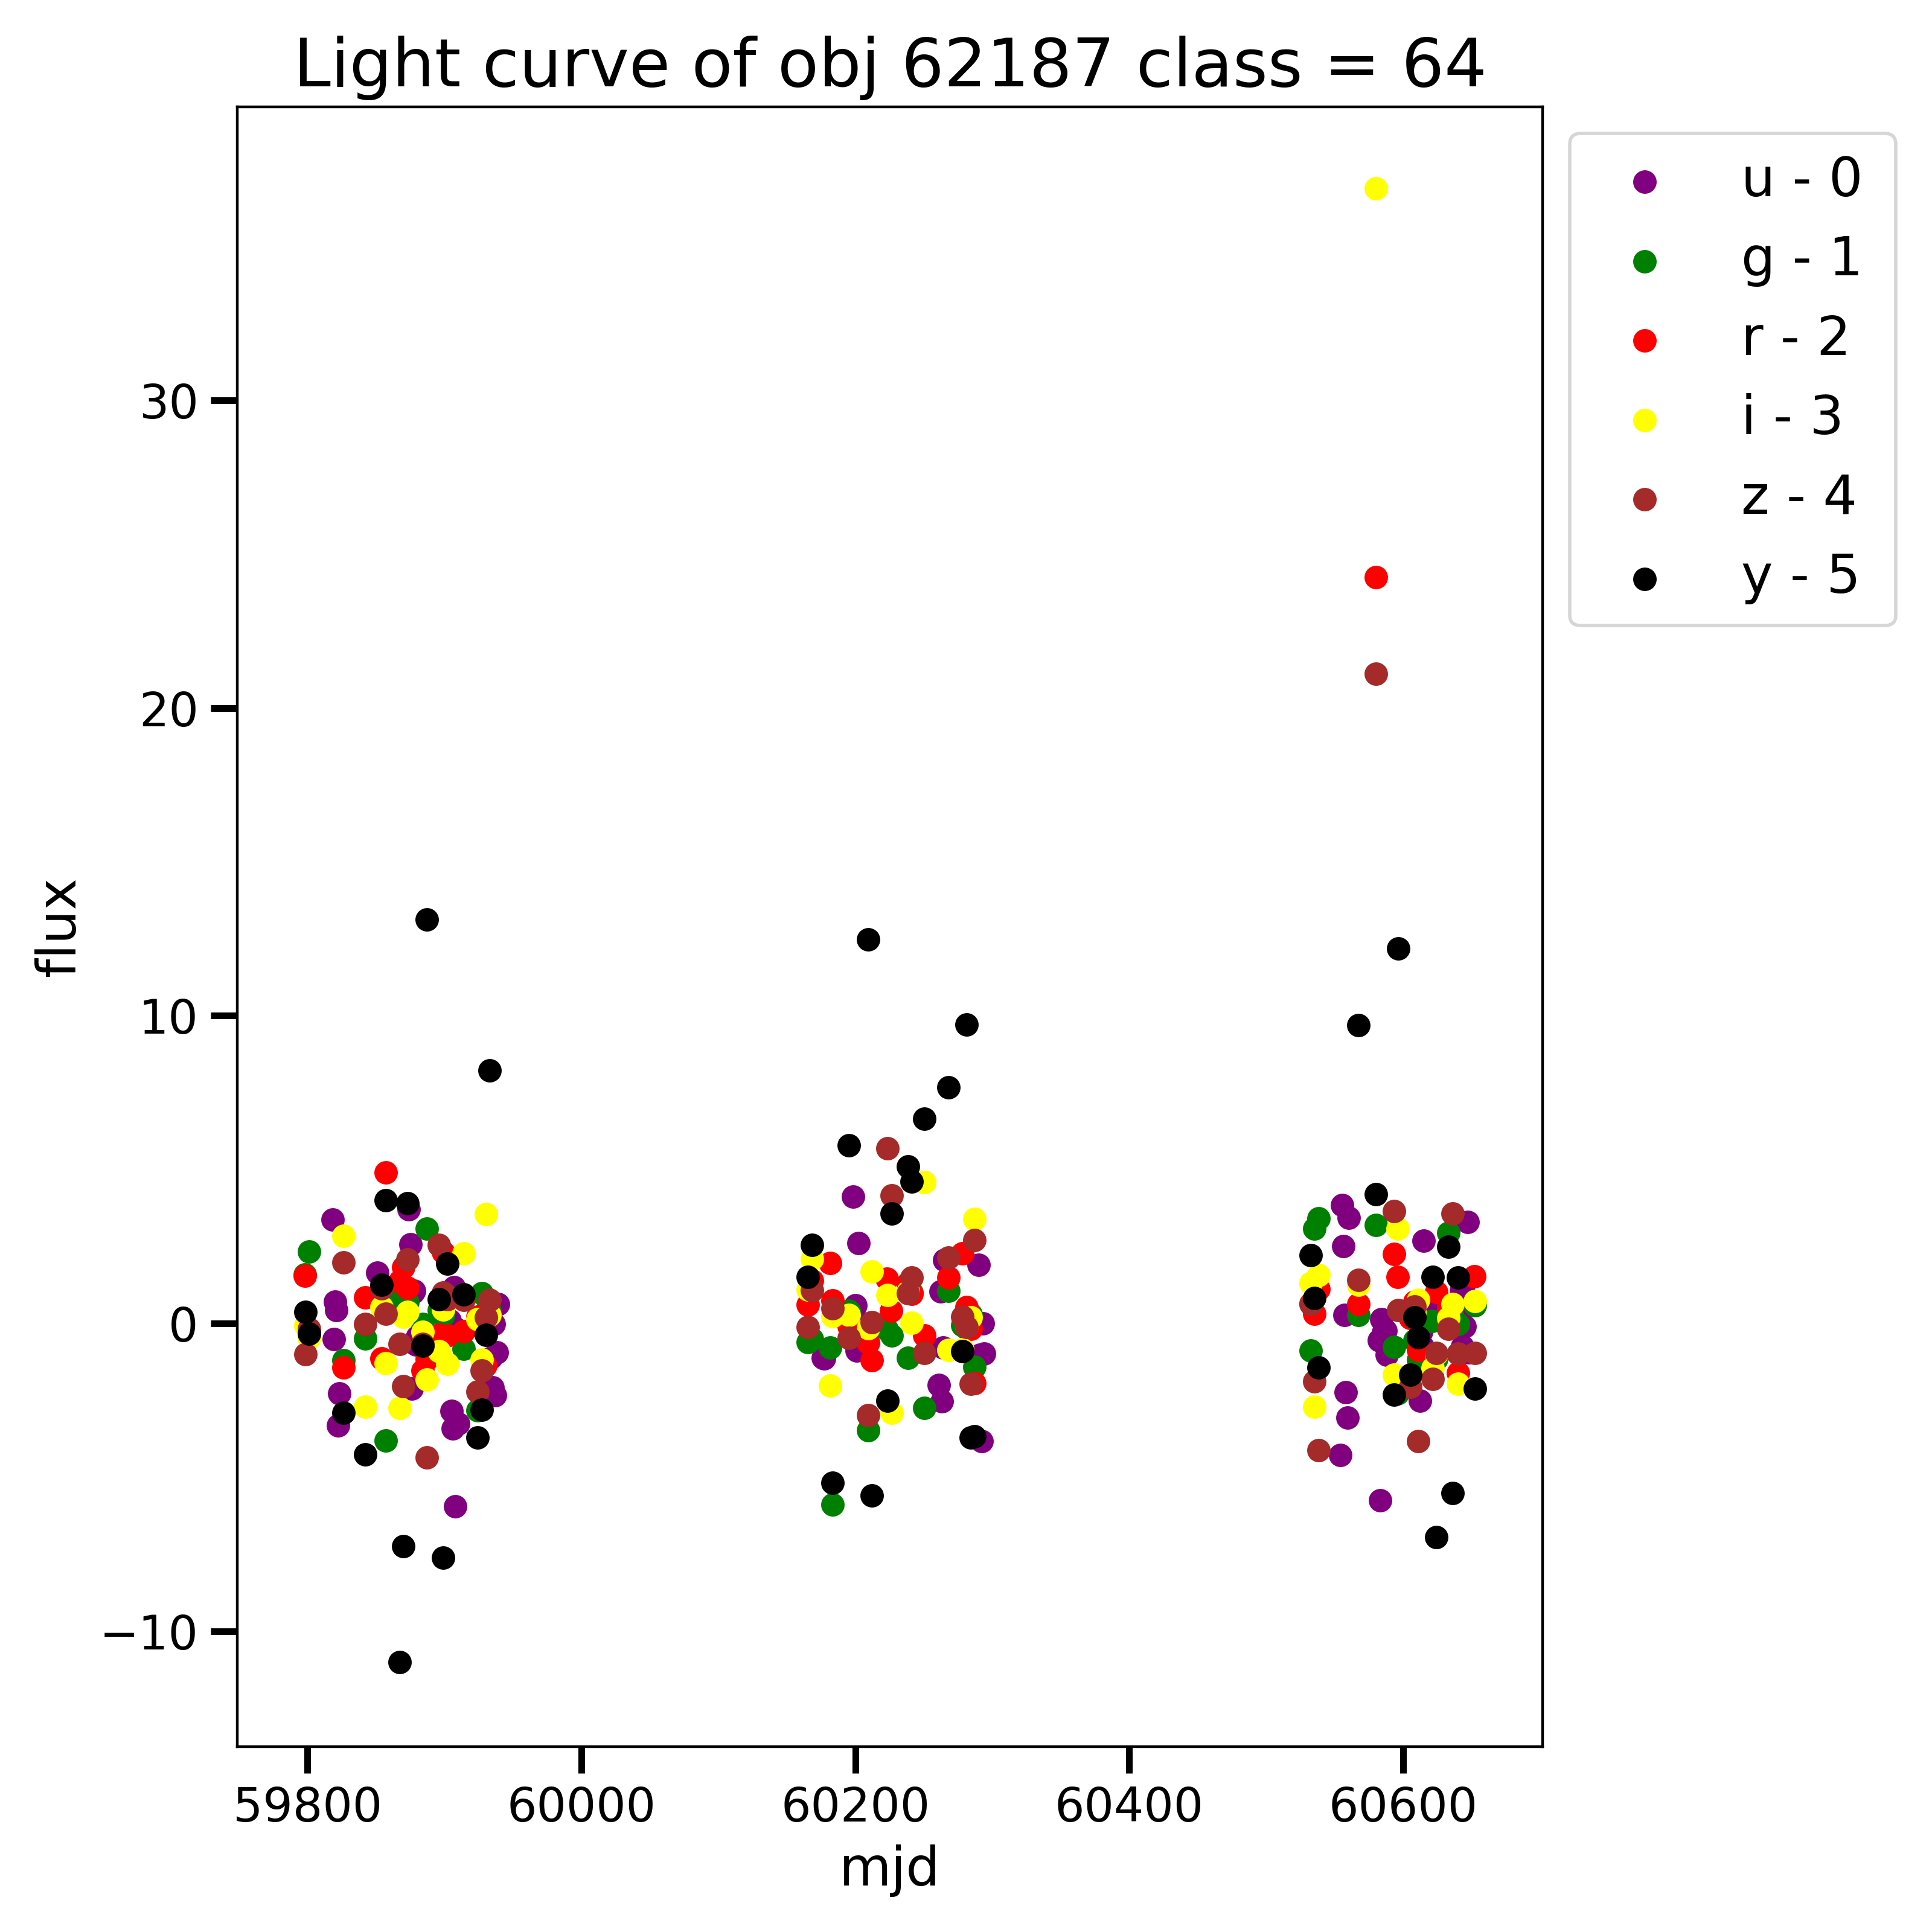 Light curve of obj 62187 class = 64
u - 0
g - 1
r - 2
i - 3
z - 4
y - 5
30
20
10
0
−10
flux
59800 60000 60200 60400 60600
mjd